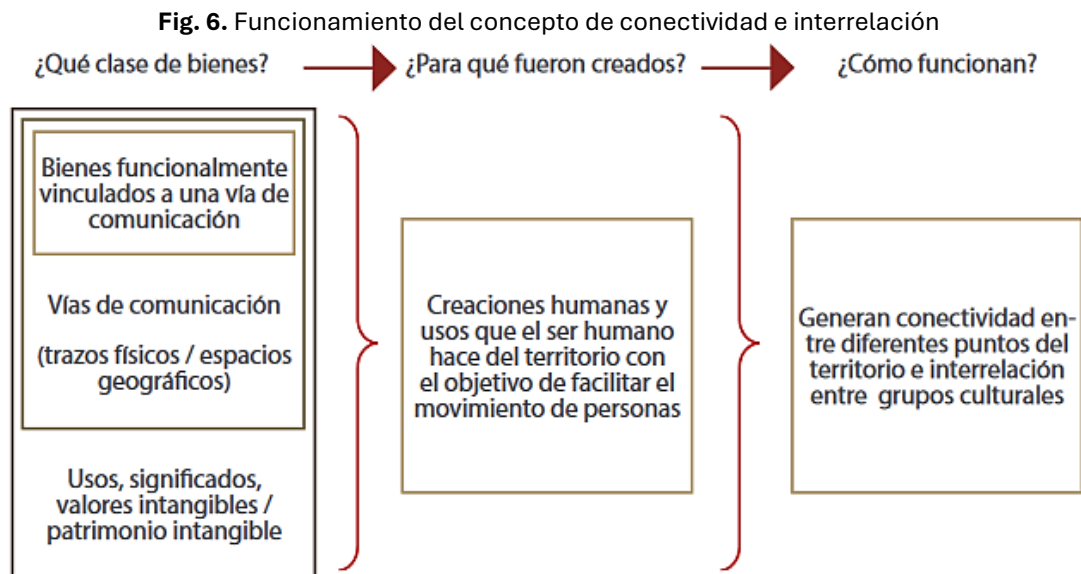 Fig. 6. Funcionamiento del concepto de conectividad e interrelación
¿Qué clase de bienes?
¿Para qué fueron creados?
¿Cómo funcionan?
Bienes funcionalmente
vinculados a una vía de
comunicación
Vías de comunicación
(trazos físicos / espacios
geográficos)
Usos, significados,
valores intangibles /
patrimonio intangible
Creaciones humanas y
usos que el ser humano
hace del territorio con
el objetivo de facilitar el
movimiento de personas
Generan conectividad en-
tre diferentes puntos del
territorio e interrelación
entre grupos culturales